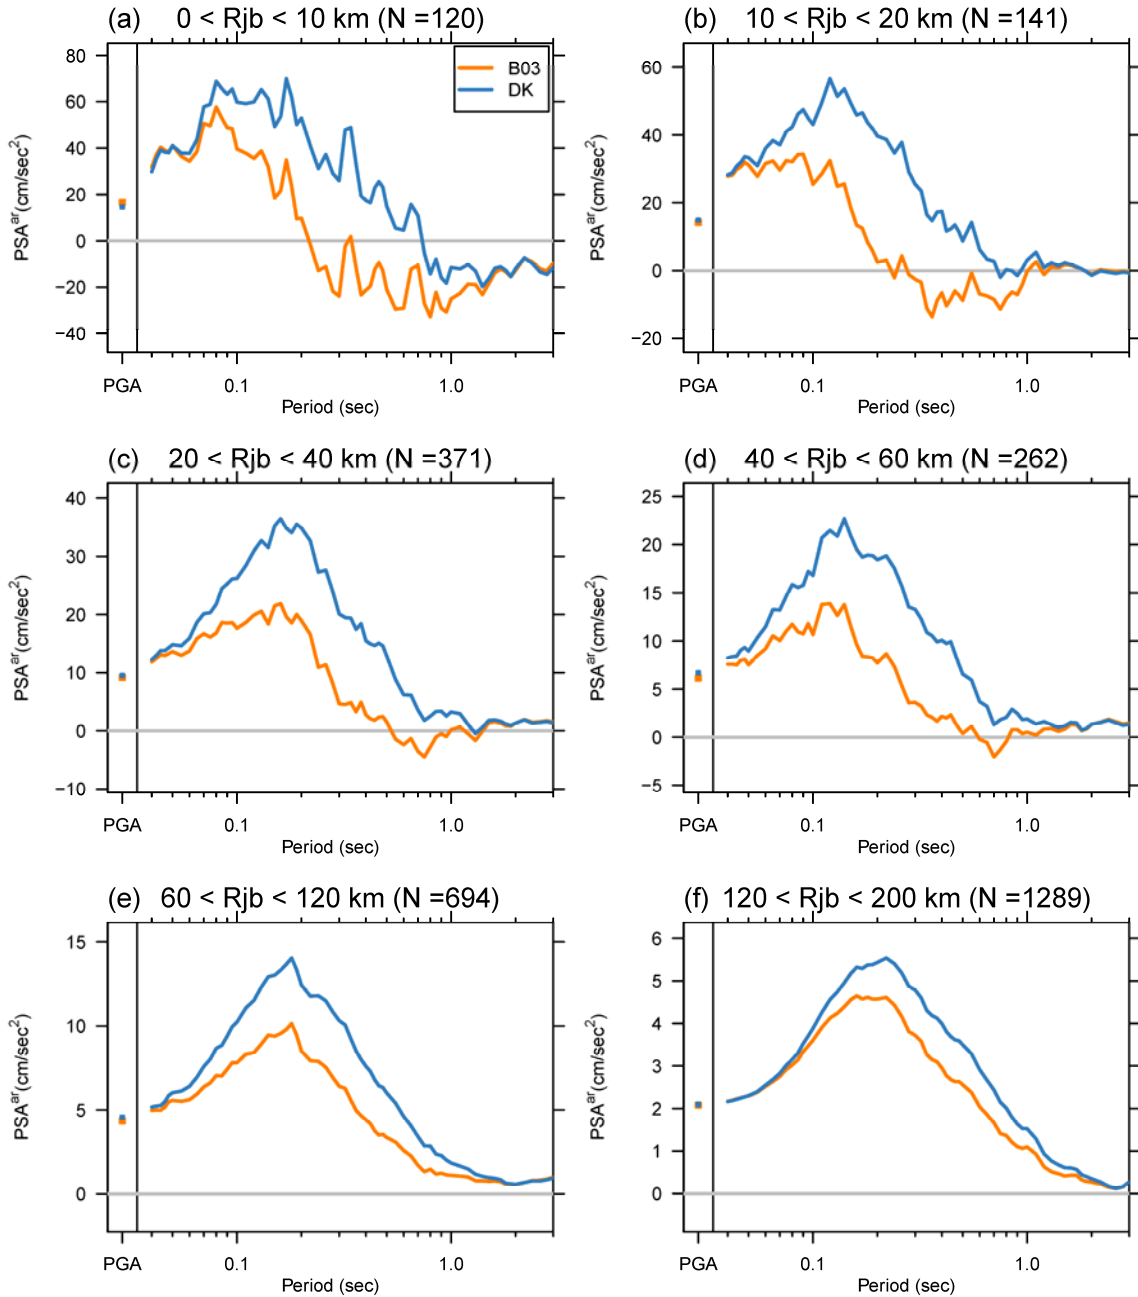 (a) 0 < Rjb < 10 km (N =120)
80
60
40
20
0
−20
−40
PSA^ar(cm/sec^2)
B03
DK
PGA 0.1 1.0
Period (sec)
(b) 10 < Rjb < 20 km (N =141)
60
40
20
0
−20
PSA^ar(cm/sec^2)
PGA 0.1 1.0
Period (sec)
(c) 20 < Rjb < 40 km (N =371)
40
30
20
10
0
−10
PSA^ar(cm/sec^2)
PGA 0.1 1.0
Period (sec)
(d) 40 < Rjb < 60 km (N =262)
25
20
15
10
5
0
−5
PSA^ar(cm/sec^2)
PGA 0.1 1.0
Period (sec)
(e) 60 < Rjb < 120 km (N =694)
15
10
5
0
PSA^ar(cm/sec^2)
PGA 0.1 1.0
Period (sec)
(f) 120 < Rjb < 200 km (N =1289)
6
5
4
3
2
1
0
PSA^ar(cm/sec^2)
PGA 0.1 1.0
Period (sec)